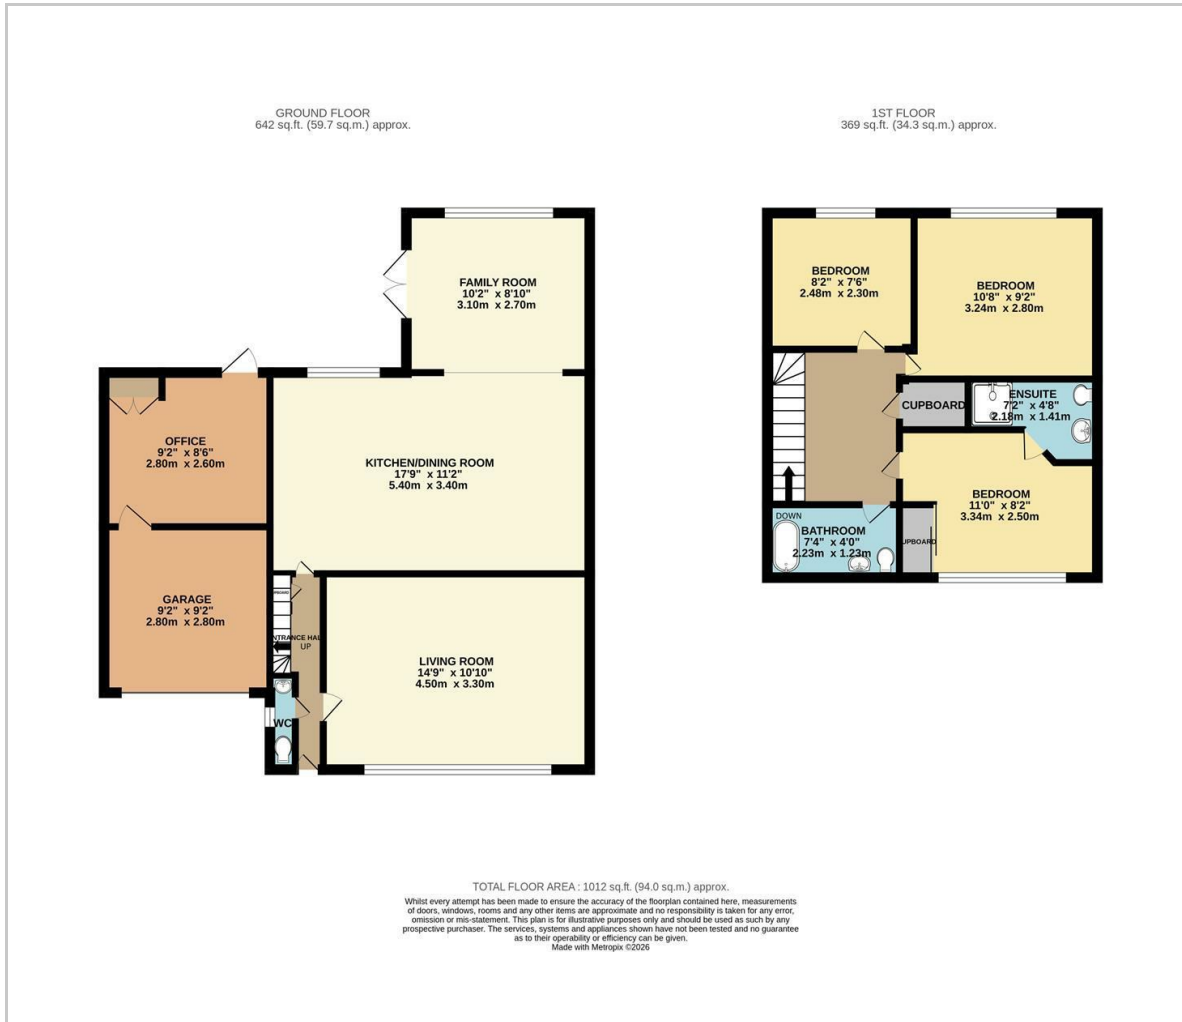 GROUND FLOOR
642 sq.ft. (59.7 sq.m.) approx.
1ST FLOOR
369 sq.ft. (34.3 sq.m.) approx.
FAMILY ROOM
10'2" x 8'10"
3.10m x 2.70m
OFFICE
9'2" x 8'6"
2.80m x 2.60m
KITCHEN/DINING ROOM
17'9" x 11'2"
5.40m x 3.40m
GARAGE
9'2" x 9'2"
2.80m x 2.80m
ENTRANCE HALL
UP
LIVING ROOM
14'9" x 10'10"
4.50m x 3.30m
WC
BEDROOM
8'2" x 7'6"
2.48m x 2.30m
BEDROOM
10'8" x 9'2"
3.24m x 2.80m
CUPBOARD
ENSUITE
7'2" x 4'8"
2.18m x 1.41m
BEDROOM
11'0" x 8'2"
3.34m x 2.50m
DOWN
BATHROOM
7'4" x 4'0"
2.23m x 1.23m
CUPBOARD
TOTAL FLOOR AREA : 1012 sq.ft. (94.0 sq.m.) approx.
Whilst every attempt has been made to ensure the accuracy of the floorplan contained here, measurements
of doors, windows, rooms and any other items are approximate and no responsibility is taken for any error,
omission or mis-statement. This plan is for illustrative purposes only and should be used as such by any
prospective purchaser. The services, systems and appliances shown have not been tested and no guarantee
as to their operability or efficiency can be given.
Made with Metropix ©2026